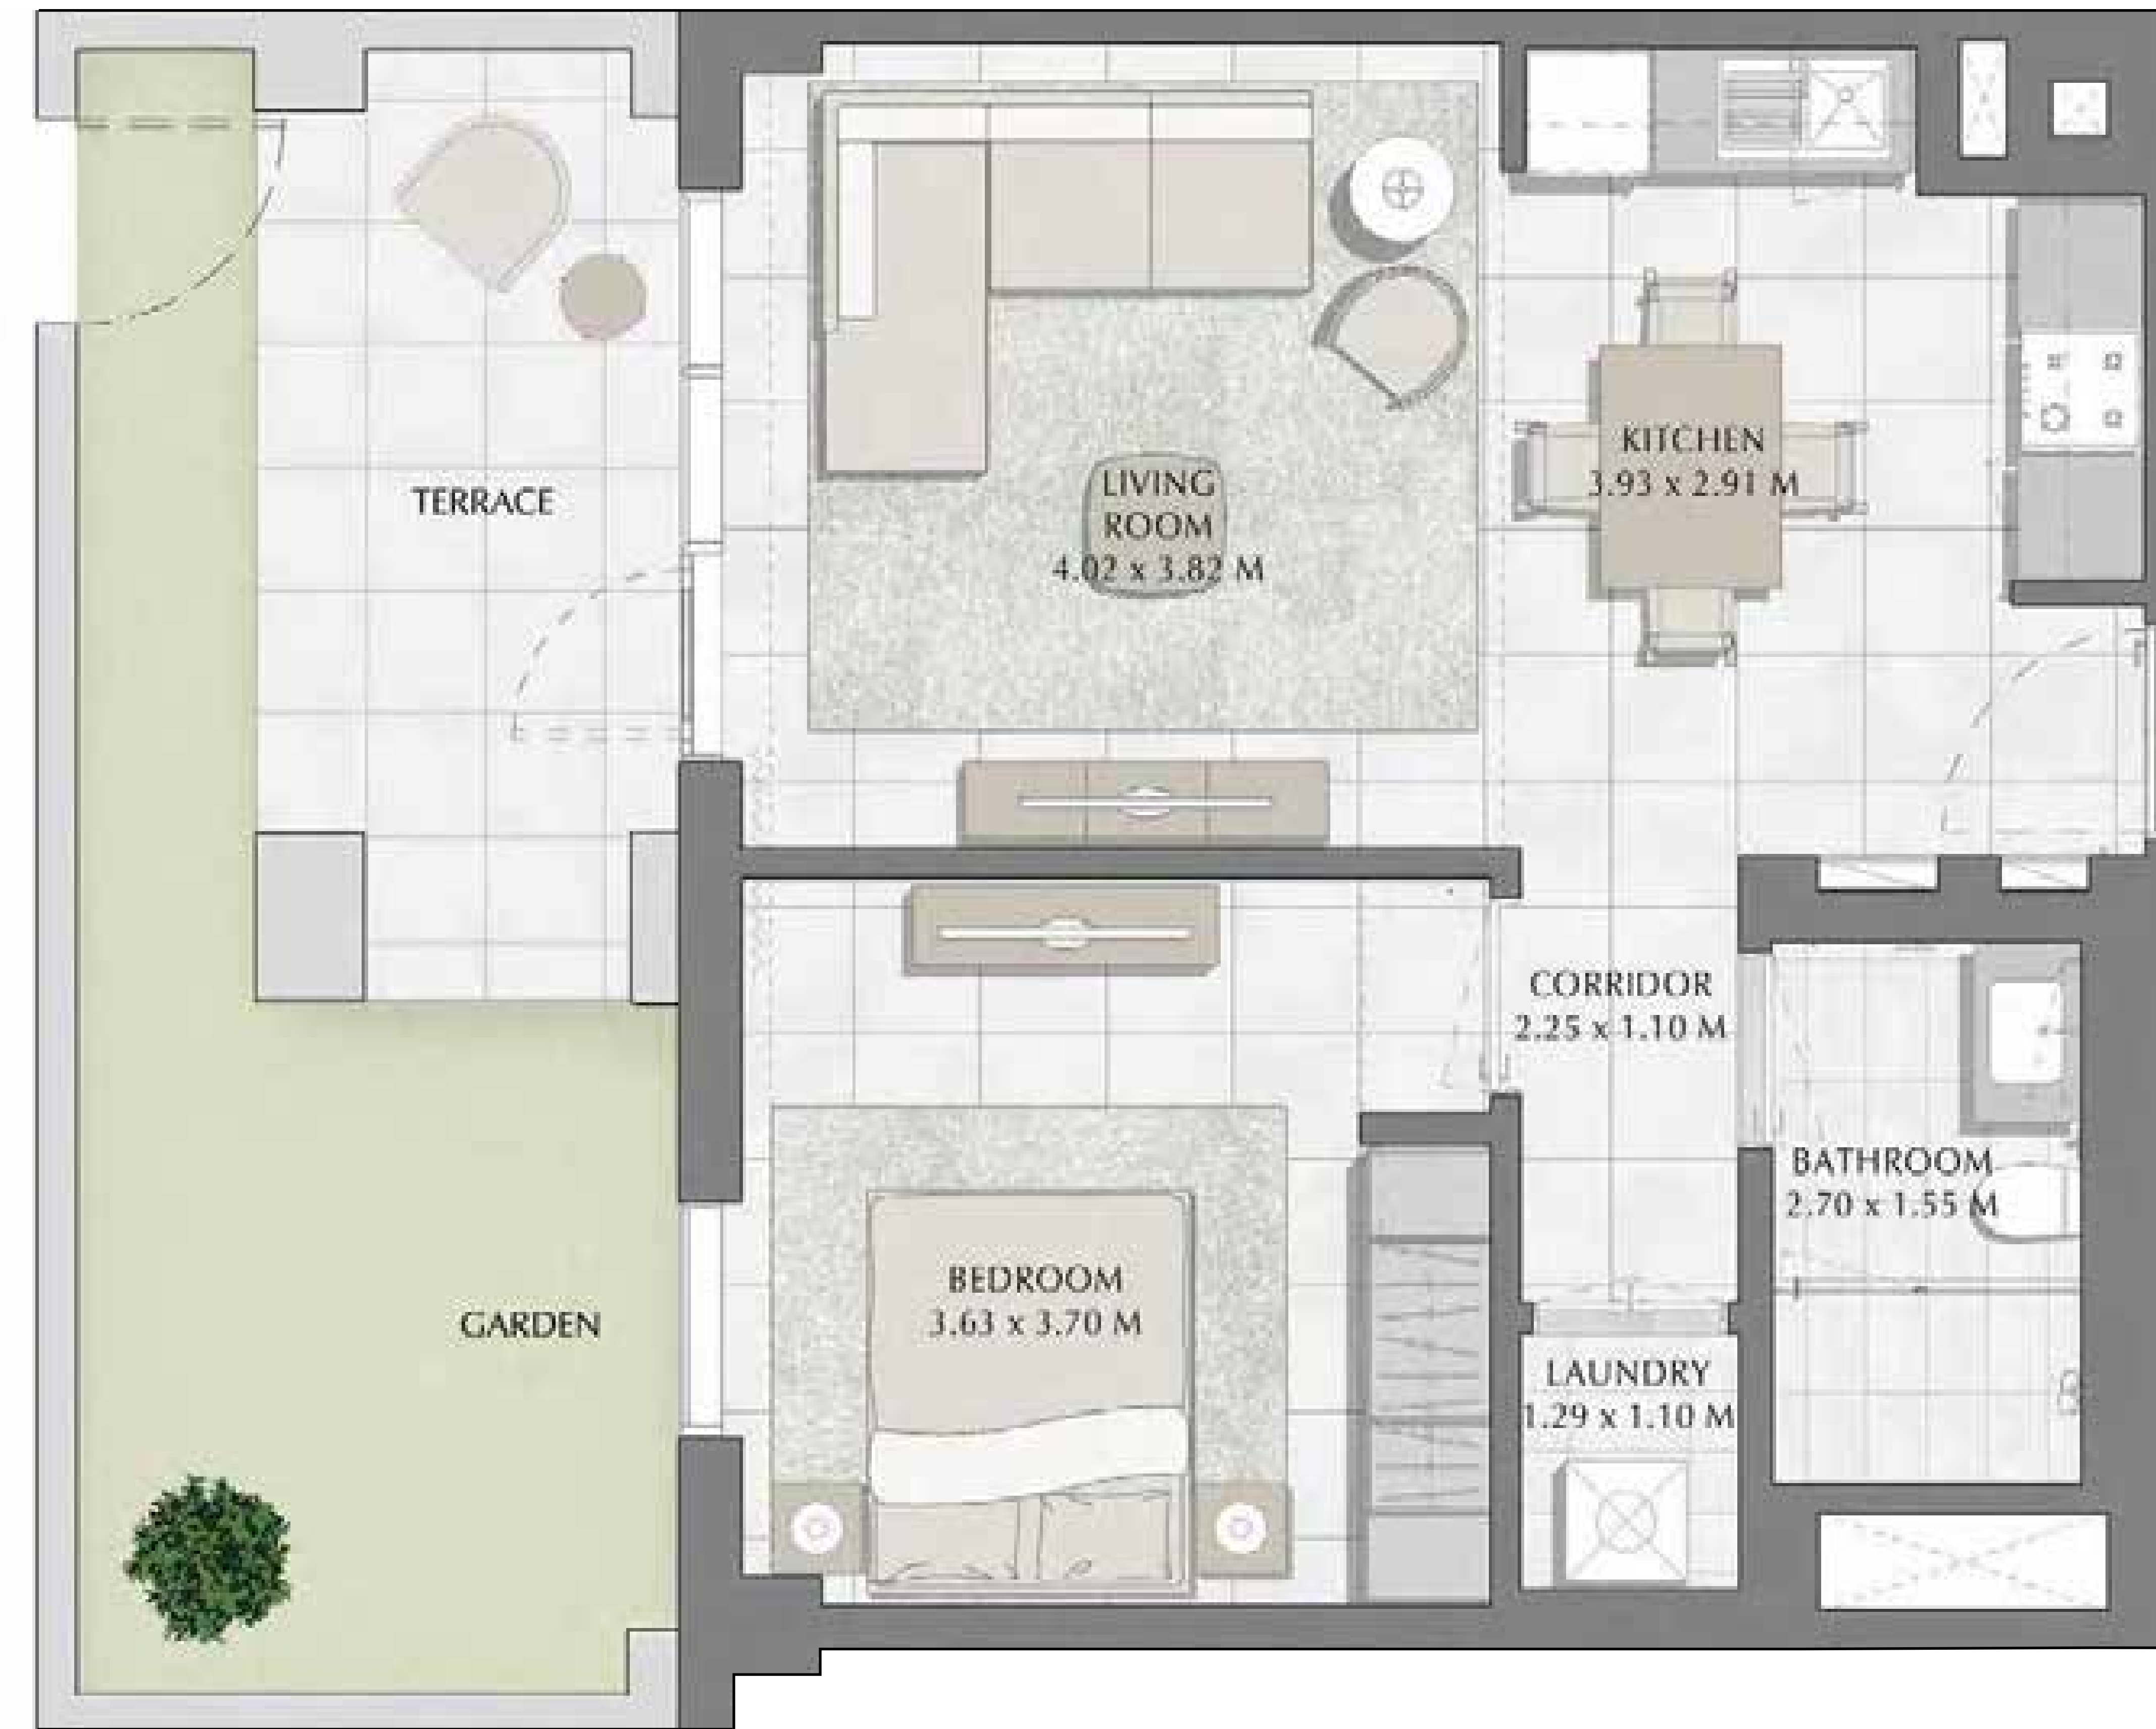 TERRACE
LIVING
ROOM
4.02 x 3.82 M
KITCHEN
3.93 x 2.91 M
CORRIDOR
2.25 x 1.10 M
BATHROOM
2.70 x 1.55 M
BEDROOM
3.63 x 3.70 M
GARDEN
LAUNDRY
1.29 x 1.10 M